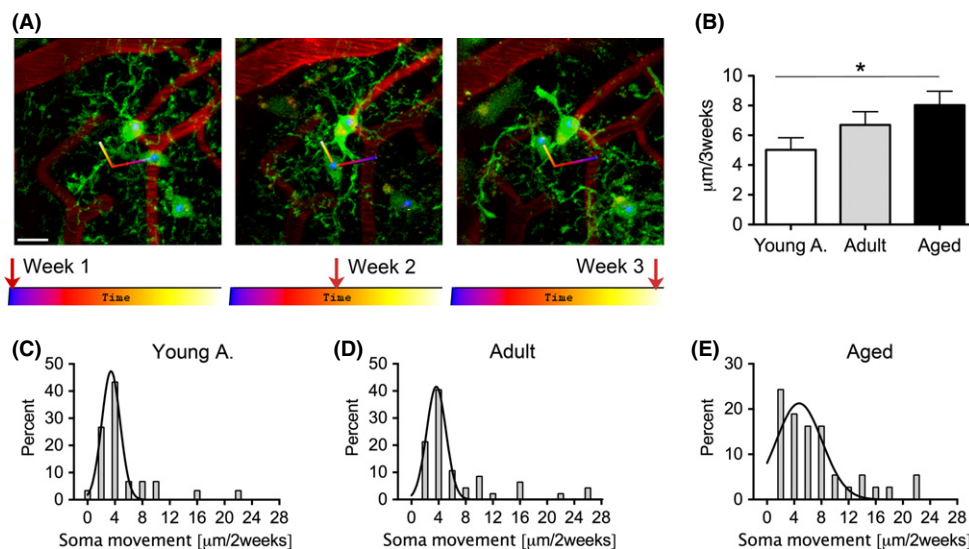 (A)
(B)
*
10
8
6
4
2
0
μm/3weeks
Young A.
Adult
Aged
Week 1
Week 2
Week 3
Time
Time
Time
(C)
Young A.
50
40
30
20
10
0
Percent
0 4 8 12 16 20 24 28
Soma movement [μm/2weeks]
(D)
Adult
50
40
30
20
10
0
Percent
0 4 8 12 16 20 24 28
Soma movement [μm/2weeks]
(E)
Aged
30
20
10
0
Percent
0 4 8 12 16 20 24 28
Soma movement [μm/2weeks]